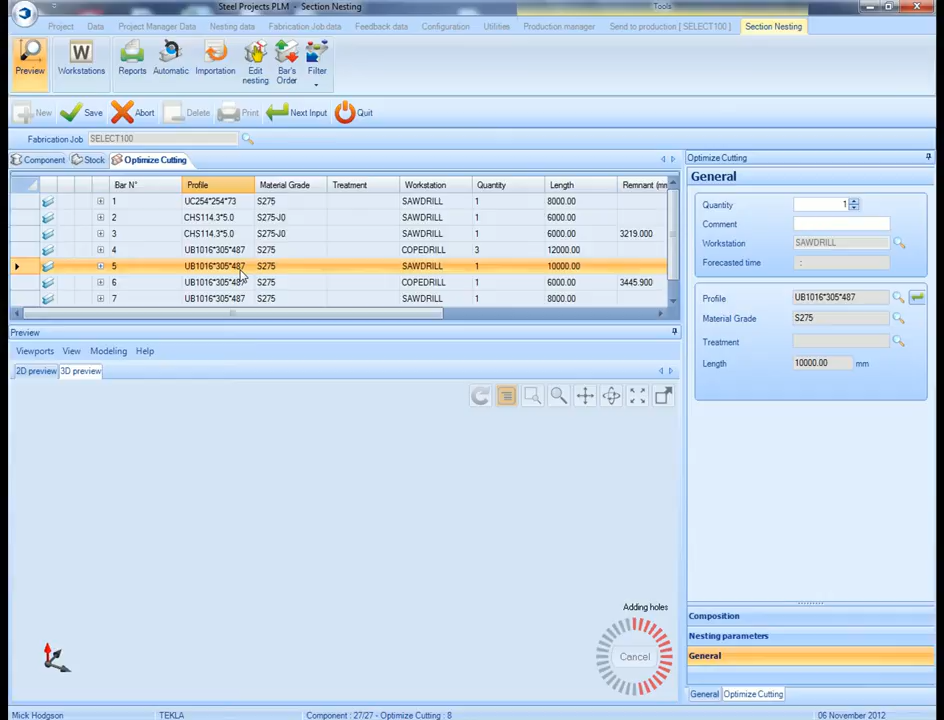 Steel Projects PLM - Section Nesting
Tools
Project Data Project Manager Data Nesting data Fabrication Job data Feedback data Configuration Utilities Production manager Send to production [ SELECT100 ] Section Nesting
Preview Workstations Reports Automatic Importation Edit nesting Bar's Order Filter
New Save Abort Delete Print Next Input Quit
Fabrication Job SELECT100
Component Stock Optimize Cutting
Bar N° Profile Material Grade Treatment Workstation Quantity Length Remnant (mm
1 UC254*254*73 S275 SAWDRILL 1 8000.00
2 CHS114.3*5.0 S275-J0 SAWDRILL 1 6000.00
3 CHS114.3*5.0 S275-J0 SAWDRILL 1 6000.00 3219.000
4 UB1016*305*487 S275 COPEDRILL 3 12000.00
5 UB1016*305*487 S275 SAWDRILL 1 10000.00
6 UB1016*305*487 S275 COPEDRILL 1 6000.00 3445.900
7 UB1016*305*487 S275 SAWDRILL 1 8000.00
Preview
Viewports View Modeling Help
2D preview 3D preview
Adding holes
Cancel
Optimize Cutting
General
Quantity 1
Comment
Workstation SAWDRILL
Forecasted time :
Profile UB1016*305*487
Material Grade S275
Treatment
Length 10000.00 mm
Composition
Nesting parameters
General
General Optimize Cutting
Mick Hodgson TEKLA Component : 27/27 - Optimize Cutting : 8 06 November 2012